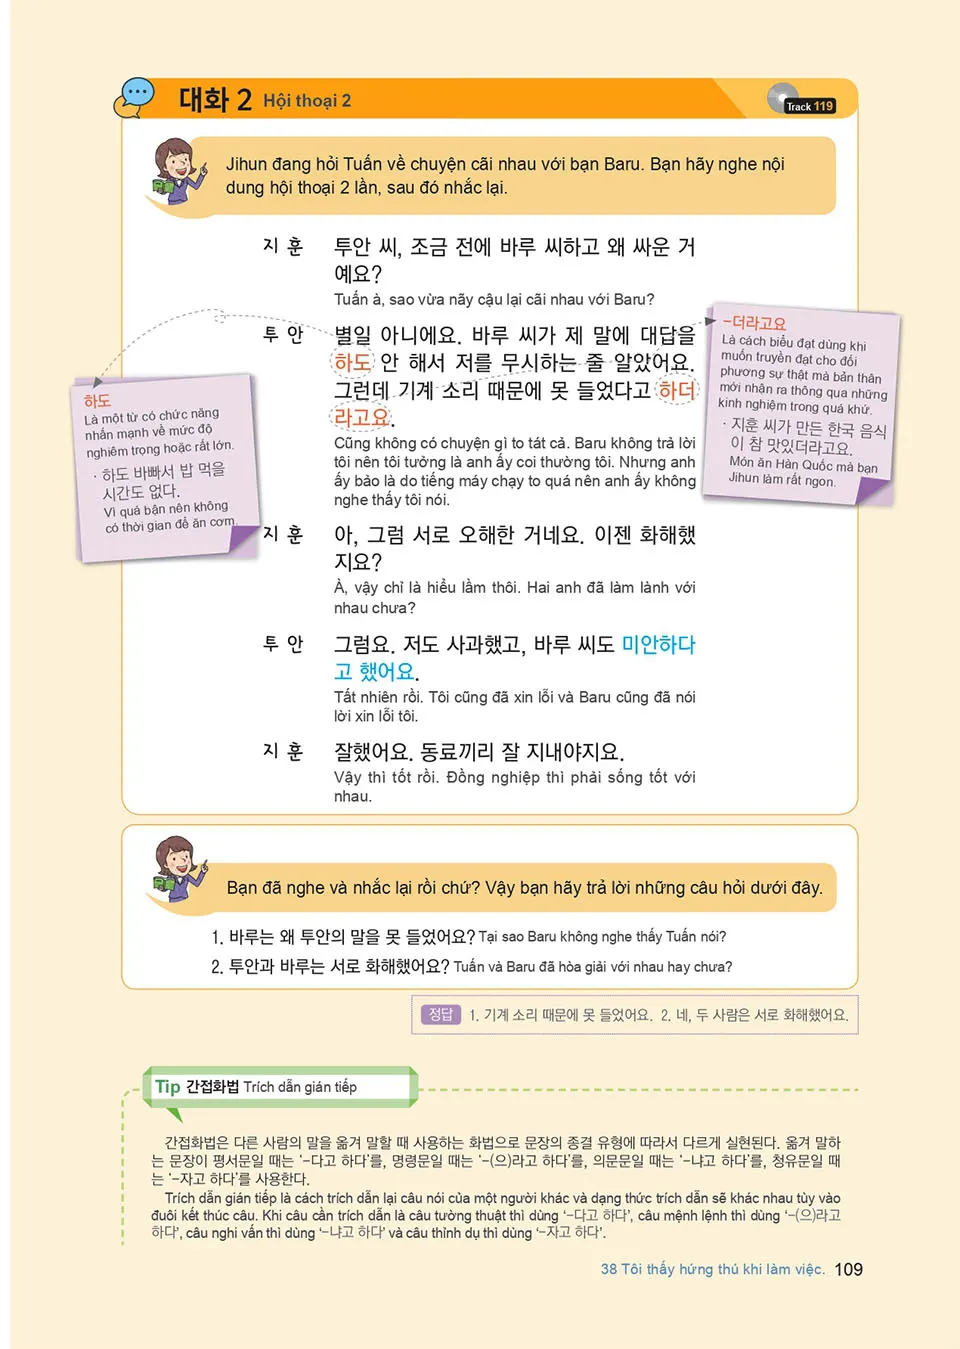 대화 2 Hội thoại 2
Track 119
Jihun đang hỏi Tuấn về chuyện cãi nhau với bạn Baru. Bạn hãy nghe nội
dung hội thoại 2 lần, sau đó nhắc lại.
지 훈 투안 씨, 조금 전에 바루 씨하고 왜 싸운 거
예요?
Tuấn à, sao vừa nãy cậu lại cãi nhau với Baru?
투 안 별일 아니에요. 바루 씨가 제 말에 대답을
하도 안 해서 저를 무시하는 줄 알았어요.
그런데 기계 소리 때문에 못 들었다고 하더
라고요.
Cũng không có chuyện gì to tát cả. Baru không trả lời
tôi nên tôi tưởng là anh ấy coi thường tôi. Nhưng anh
ấy bảo là do tiếng máy chạy to quá nên anh ấy không
nghe thấy tôi nói.
하도
Là một từ có chức năng
nhấn mạnh về mức độ
nghiêm trọng hoặc rất lớn.
· 하도 바빠서 밥 먹을
시간도 없다.
Vì quá bận nên không
có thời gian để ăn cơm.
-더라고요
Là cách biểu đạt dùng khi
muốn truyền đạt cho đối
phương sự thật mà bản thân
mới nhận ra thông qua những
kinh nghiệm trong quá khứ.
· 지훈 씨가 만든 한국 음식
이 참 맛있더라고요.
Món ăn Hàn Quốc mà bạn
Jihun làm rất ngon.
지 훈 아, 그럼 서로 오해한 거네요. 이젠 화해했
지요?
À, vậy chỉ là hiểu lầm thôi. Hai anh đã làm lành với
nhau chưa?
투 안 그럼요. 저도 사과했고, 바루 씨도 미안하다
고 했어요.
Tất nhiên rồi. Tôi cũng đã xin lỗi và Baru cũng đã nói
lời xin lỗi tôi.
지 훈 잘했어요. 동료끼리 잘 지내야지요.
Vậy thì tốt rồi. Đồng nghiệp thì phải sống tốt với
nhau.
Bạn đã nghe và nhắc lại rồi chứ? Vậy bạn hãy trả lời những câu hỏi dưới đây.
1. 바루는 왜 투안의 말을 못 들었어요? Tại sao Baru không nghe thấy Tuấn nói?
2. 투안과 바루는 서로 화해했어요? Tuấn và Baru đã hòa giải với nhau hay chưa?
정답 1. 기계 소리 때문에 못 들었어요. 2. 네, 두 사람은 서로 화해했어요.
Tip 간접화법 Trích dẫn gián tiếp
간접화법은 다른 사람의 말을 옮겨 말할 때 사용하는 화법으로 문장의 종결 유형에 따라서 다르게 실현된다. 옮겨 말하
는 문장이 평서문일 때는 ‘-다고 하다’를, 명령문일 때는 ‘-(으)라고 하다’를, 의문문일 때는 ‘-냐고 하다’를, 청유문일 때
는 ‘-자고 하다’를 사용한다.
Trích dẫn gián tiếp là cách trích dẫn lại câu nói của một người khác và dạng thức trích dẫn sẽ khác nhau tùy vào
đuôi kết thúc câu. Khi câu cần trích dẫn là câu tường thuật thì dùng ‘-다고 하다’, câu mệnh lệnh thì dùng ‘-(으)라고
하다’, câu nghi vấn thì dùng ‘-냐고 하다’ và câu thỉnh dụ thì dùng ‘-자고 하다’.
38 Tôi thấy hứng thú khi làm việc. 109